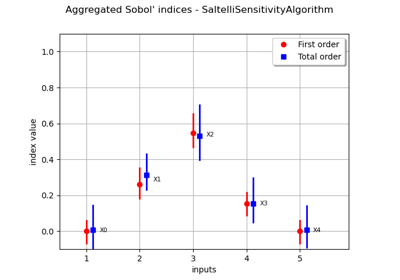 Aggregated Sobol' indices - SaltelliSensitivityAlgorithm
First order
Total order
1.0
0.8
0.6
0.4
0.2
0.0
index value
X0
X1
X2
X3
X4
1 2 3 4 5
inputs